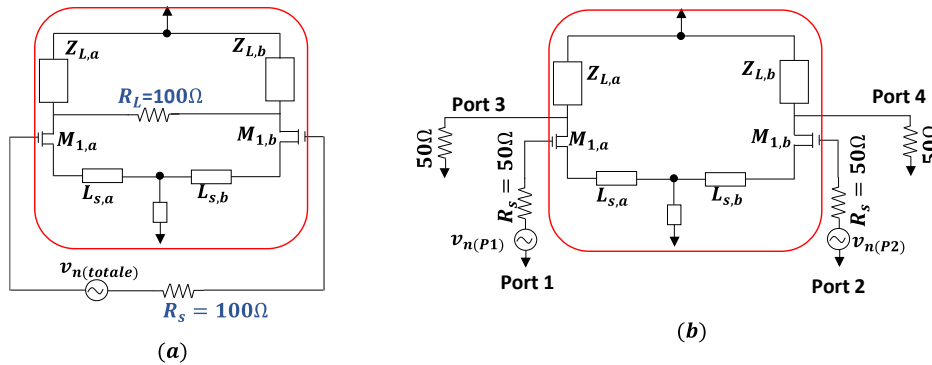 Z_{L,a}
Z_{L,b}
R_L=100Ω
M_{1,a}
M_{1,b}
L_{s,a}
L_{s,b}
v_{n(totale)}
R_s = 100Ω
(a)
Z_{L,a}
Z_{L,b}
Port 3
Port 4
50Ω
R_s = 50Ω
M_{1,a}
M_{1,b}
50Ω
L_{s,a}
L_{s,b}
R_s = 50Ω
v_{n(P1)}
v_{n(P2)}
Port 1
Port 2
(b)